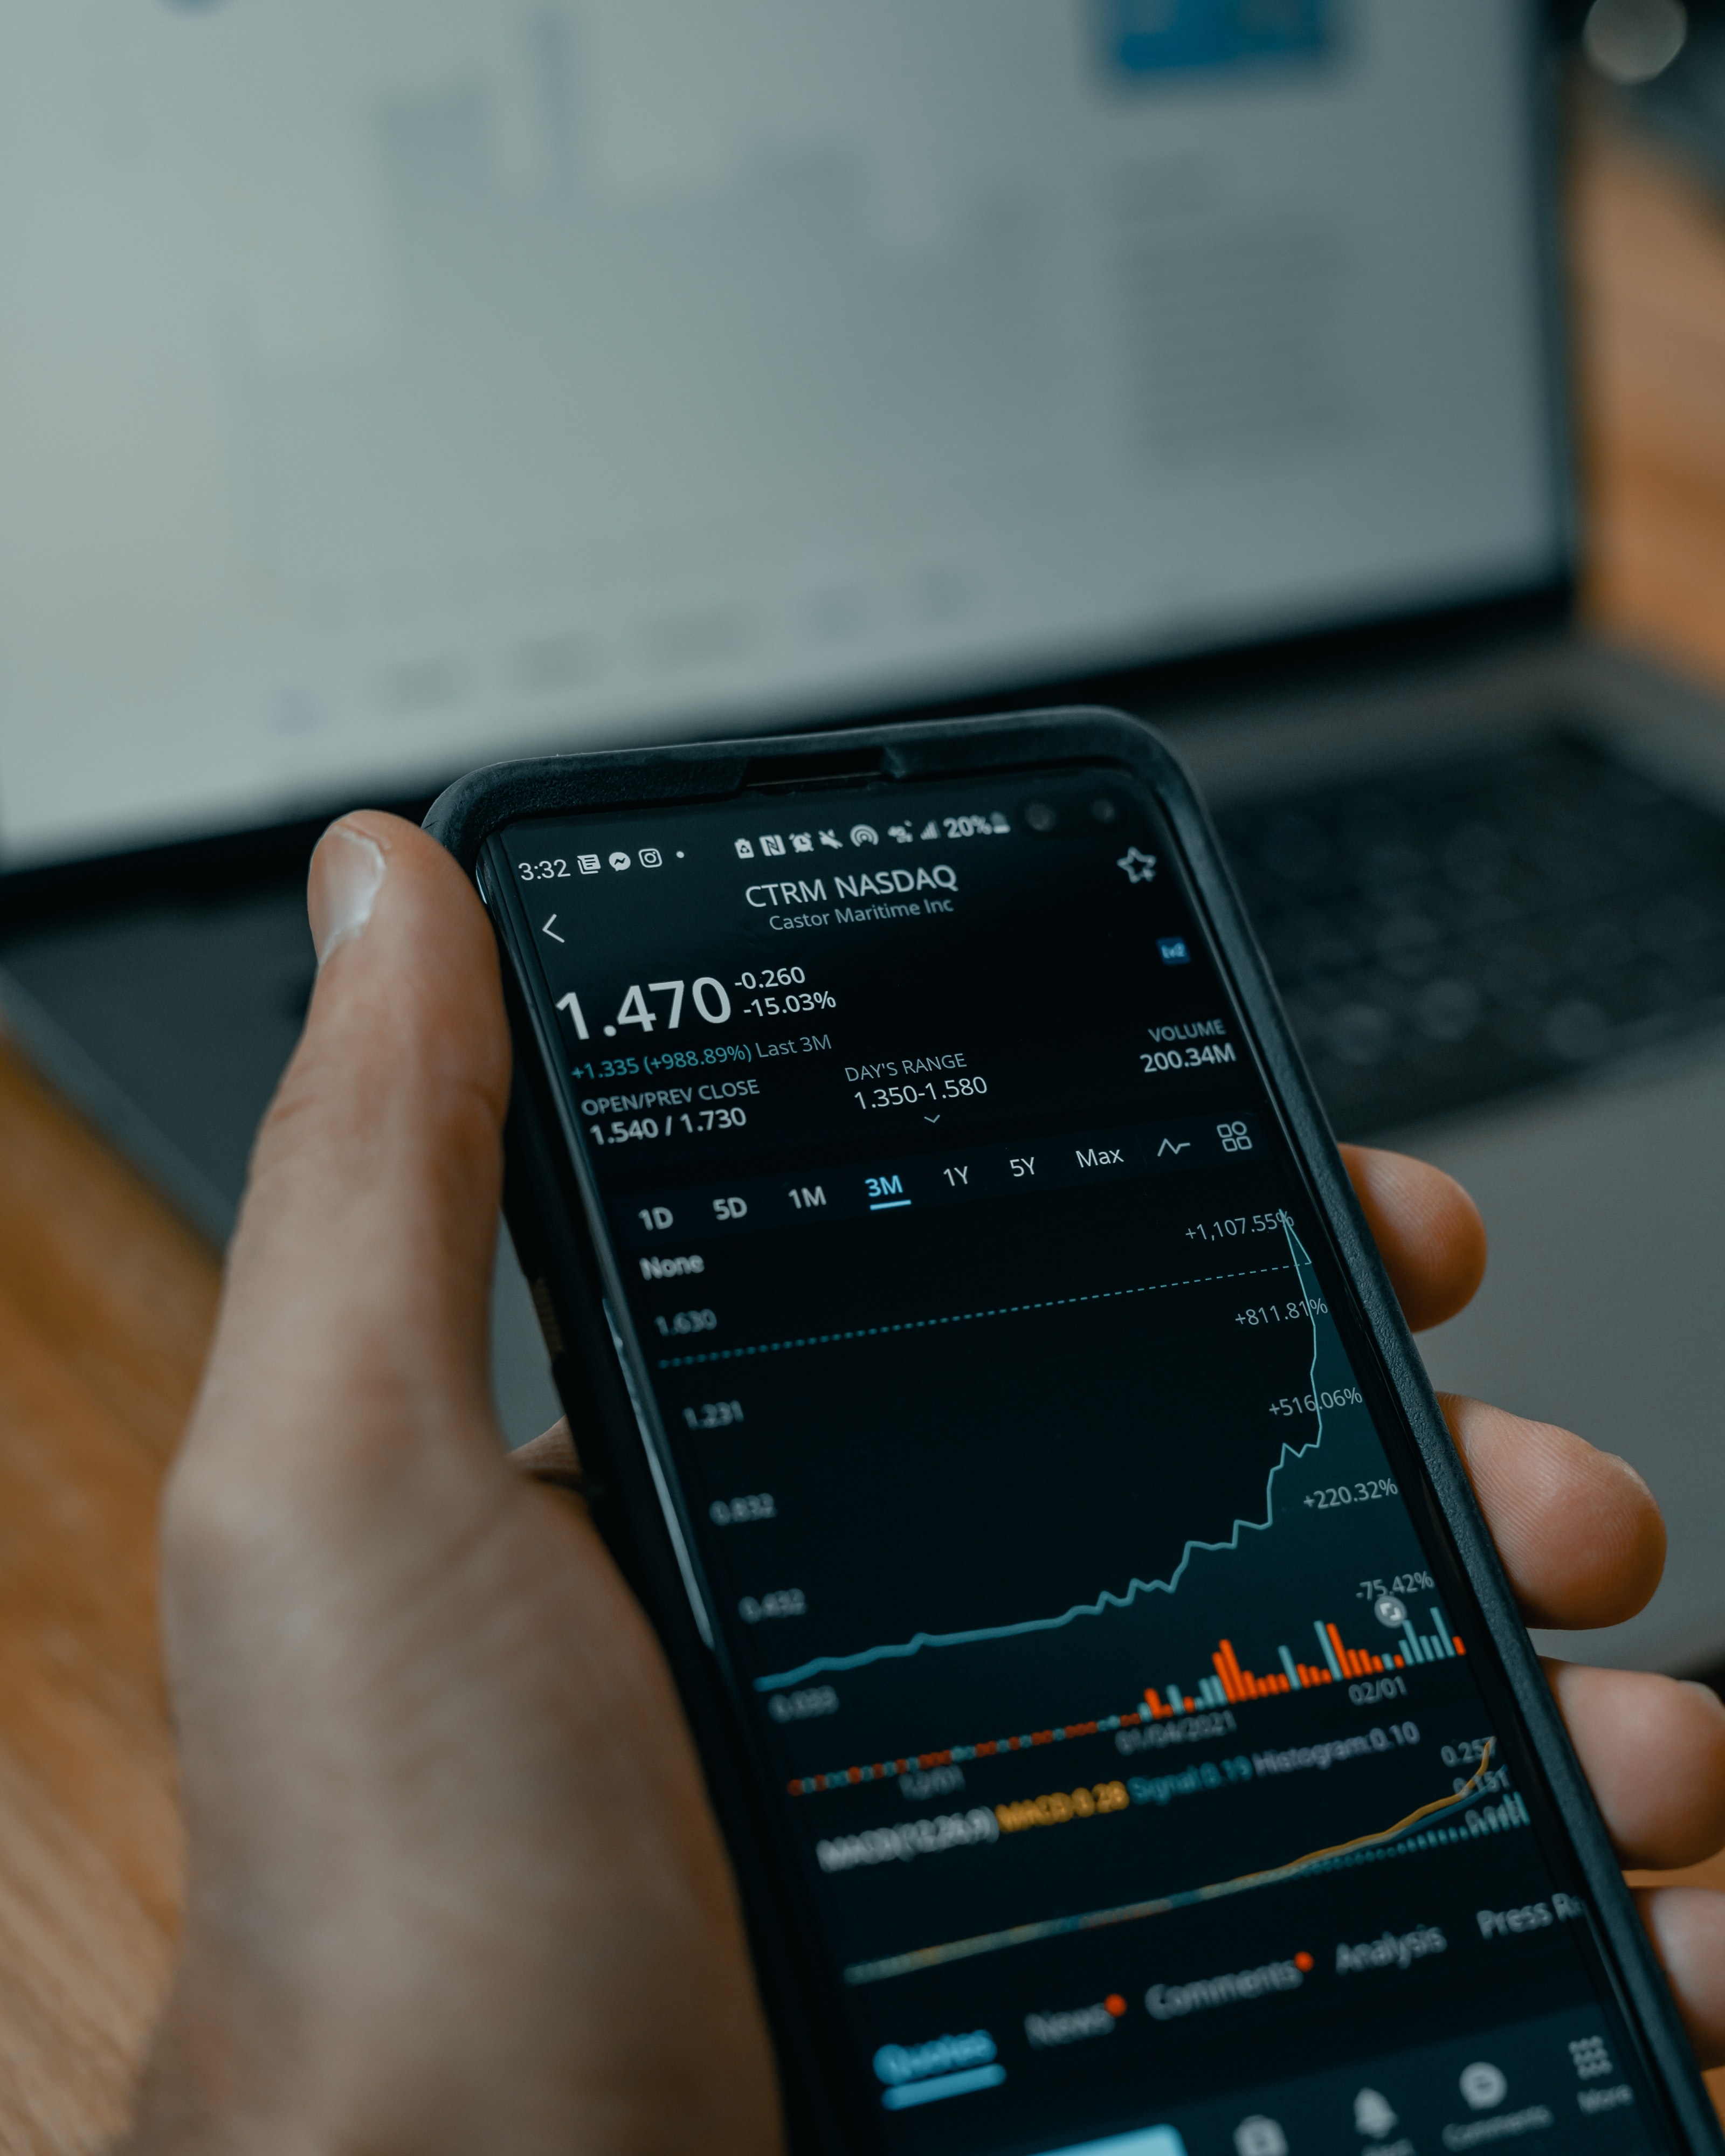 3:32 20%
CTRM NASDAQ
Castor Maritime Inc
1.470 -0.260
-15.03%
+1.335 (+988.89%) Last 3M
OPEN/PREV CLOSE DAY'S RANGE VOLUME
1.540 / 1.730 1.350-1.580 200.34M
1D 5D 1M 3M 1Y 5Y Max
None
+1,107.55%
1.630
+811.81%
1.231
+516.06%
0.832
+220.32%
0.432
-75.42%
0.033
12/01 01/04/2021 02/01
MACD(12,26,9) MACD:0.28 Signal:0.19 Histogram:0.10
0.257
Quotes News Comments Analysis Press R
Comments More